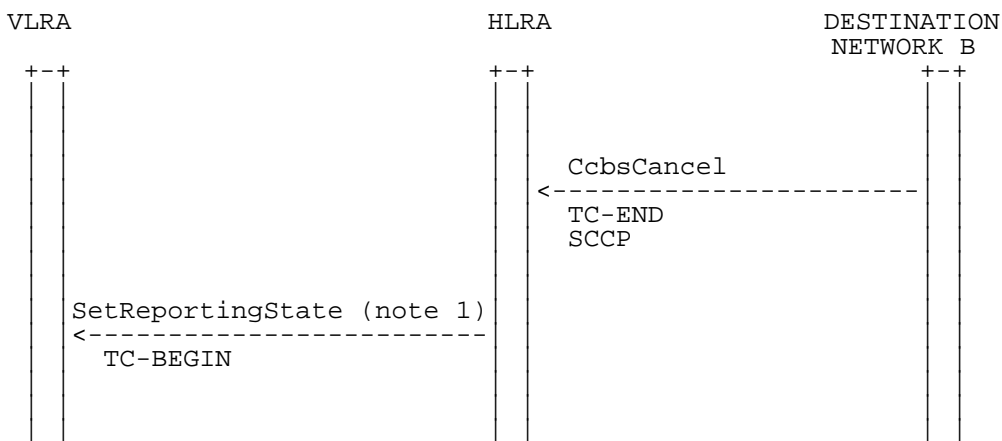 VLRA HLRA DESTINATION
NETWORK B
CcbsCancel
TC-END
SCCP
SetReportingState (note 1)
TC-BEGIN